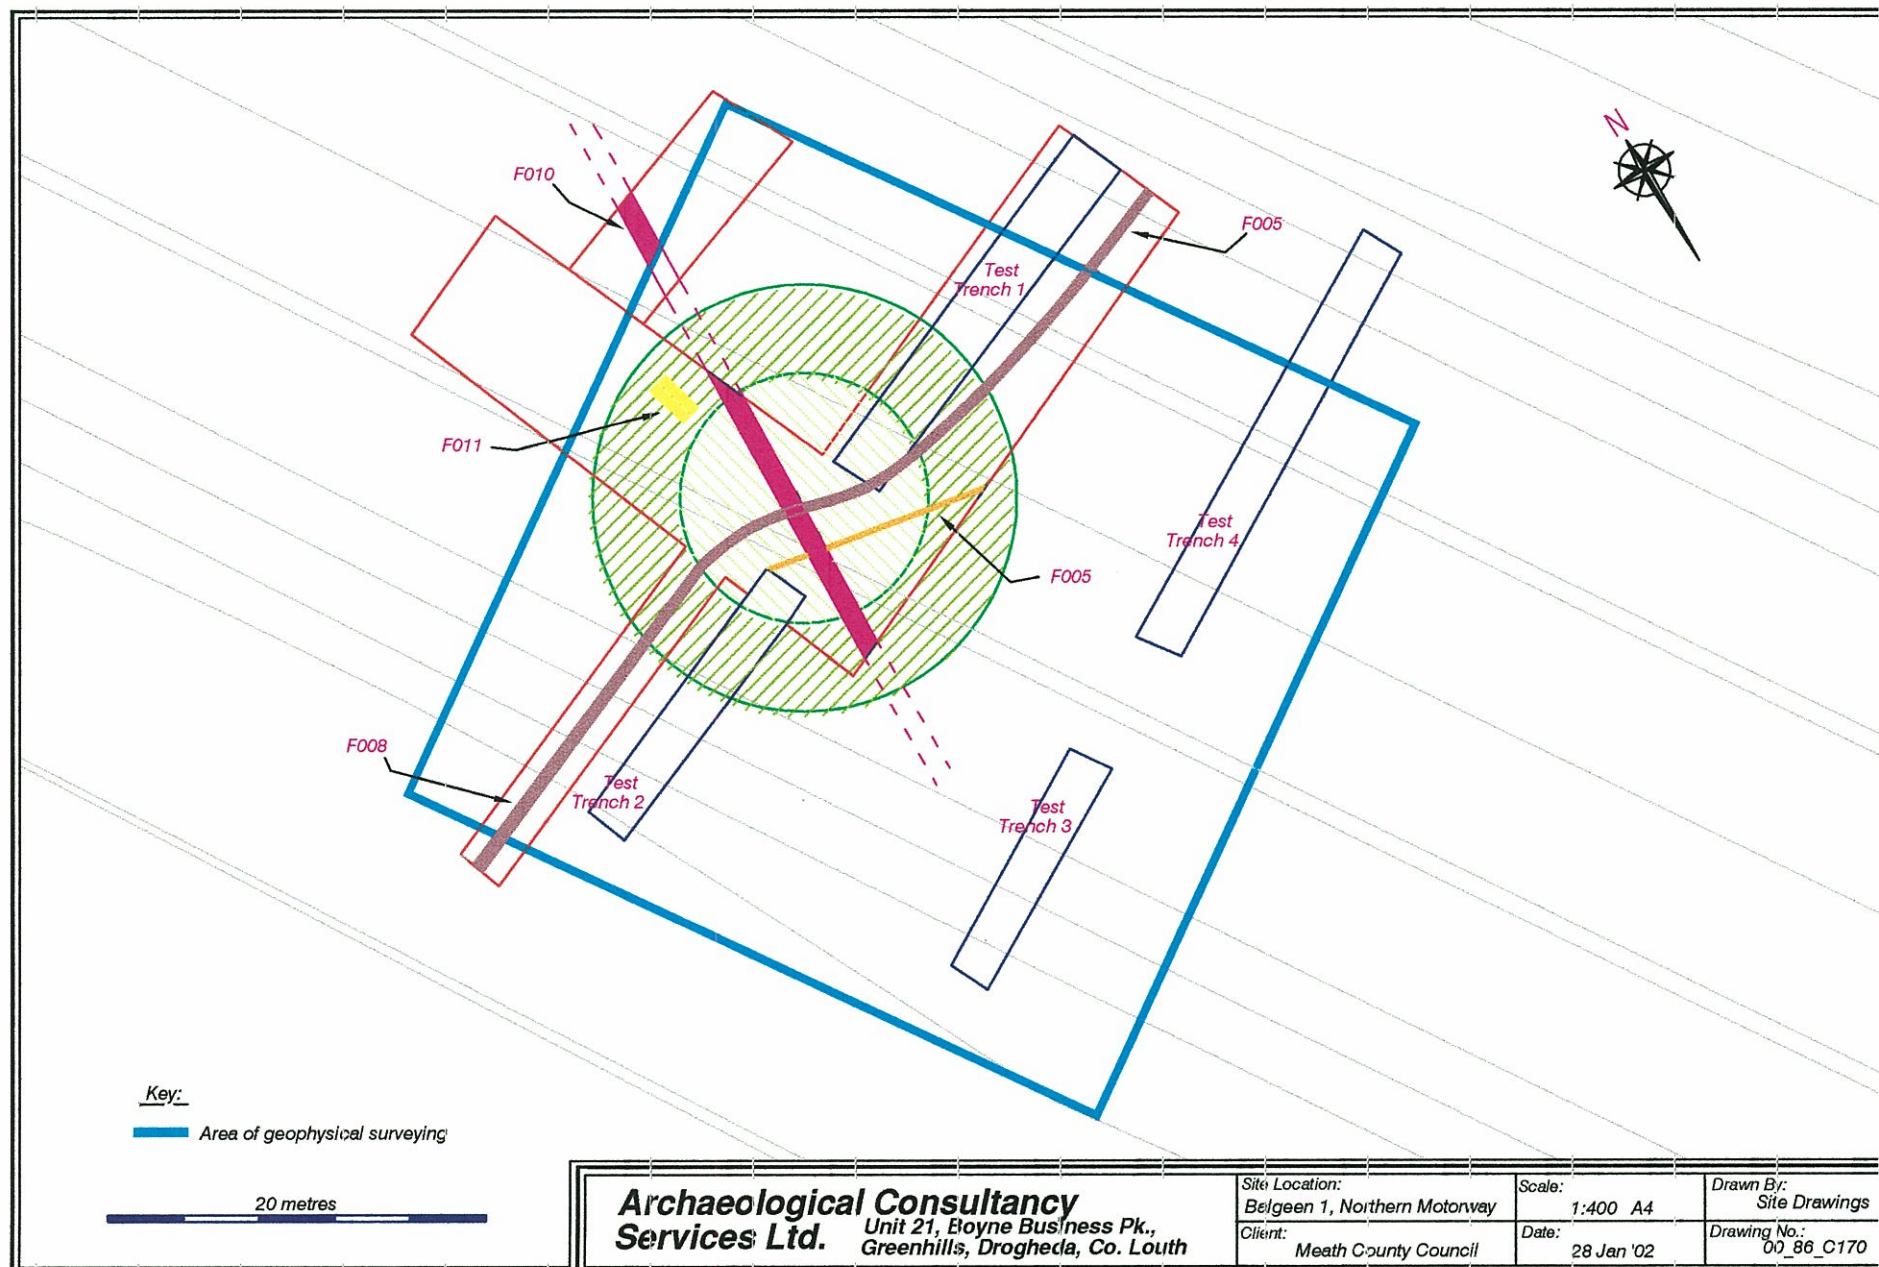 N
F010
F005
Test
Trench 1
F011
Test
Trench 4
F005
F008
Test
Trench 2
Test
Trench 3
Key:
Area of geophysical surveying
20 metres
Archaeological Consultancy
Services Ltd.
Unit 21, Boyne Business Pk.,
Greenhills, Drogheda, Co. Louth
Site Location:
Balgeen 1, Northern Motorway
Client:
Meath County Council
Scale:
1:400 A4
Date:
28 Jan '02
Drawn By:
Site Drawings
Drawing No.:
00_86_C170